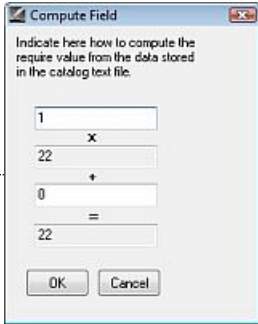 Compute Field
Indicate here how to compute the
require value from the data stored
in the catalog text file.
1
x
22
+
0
=
22
OK Cancel